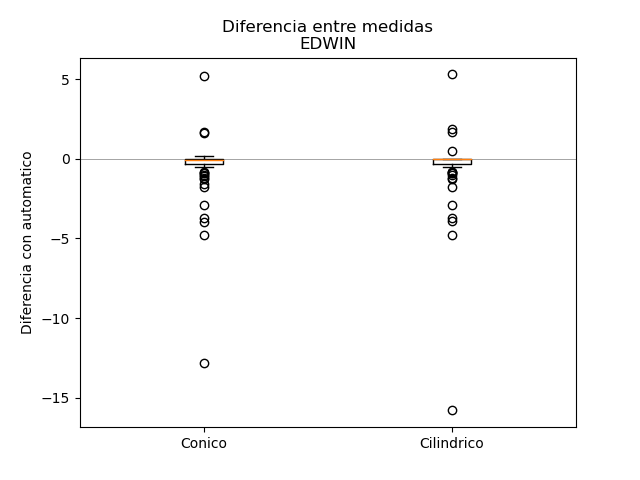 Diferencia entre medidas
EDWIN
Diferencia con automatico
5
0
−5
−10
−15
Conico
Cilindrico